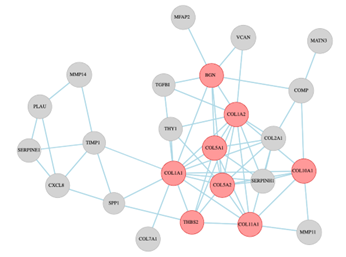 MFAP2
VCAN
MATN3
MMP14
TGFBI
BGN
COMP
PLAU
COL1A2
THY1
SERPINE1
TIMP1
COL5A1
COL2A1
COL1A1
CXCL8
COL5A2
SERPINH1
COL10A1
SPP1
THBS2
COL11A1
MMP11
COL7A1